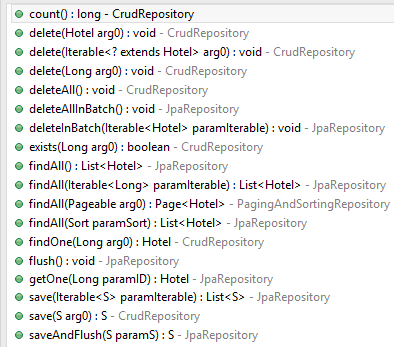 count() : long - CrudRepository
delete(Hotel arg0) : void - CrudRepository
delete(Iterable<? extends Hotel> arg0) : void - CrudRepository
delete(Long arg0) : void - CrudRepository
deleteAll() : void - CrudRepository
deleteAllInBatch() : void - JpaRepository
deleteInBatch(Iterable<Hotel> paramIterable) : void - JpaRepository
exists(Long arg0) : boolean - CrudRepository
findAll() : List<Hotel> - JpaRepository
findAll(Iterable<Long> paramIterable) : List<Hotel> - JpaRepository
findAll(Pageable arg0) : Page<Hotel> - PagingAndSortingRepository
findAll(Sort paramSort) : List<Hotel> - JpaRepository
findOne(Long arg0) : Hotel - CrudRepository
flush() : void - JpaRepository
getOne(Long paramID) : Hotel - JpaRepository
save(Iterable<S> paramIterable) : List<S> - JpaRepository
save(S arg0) : S - CrudRepository
saveAndFlush(S paramS) : S - JpaRepository